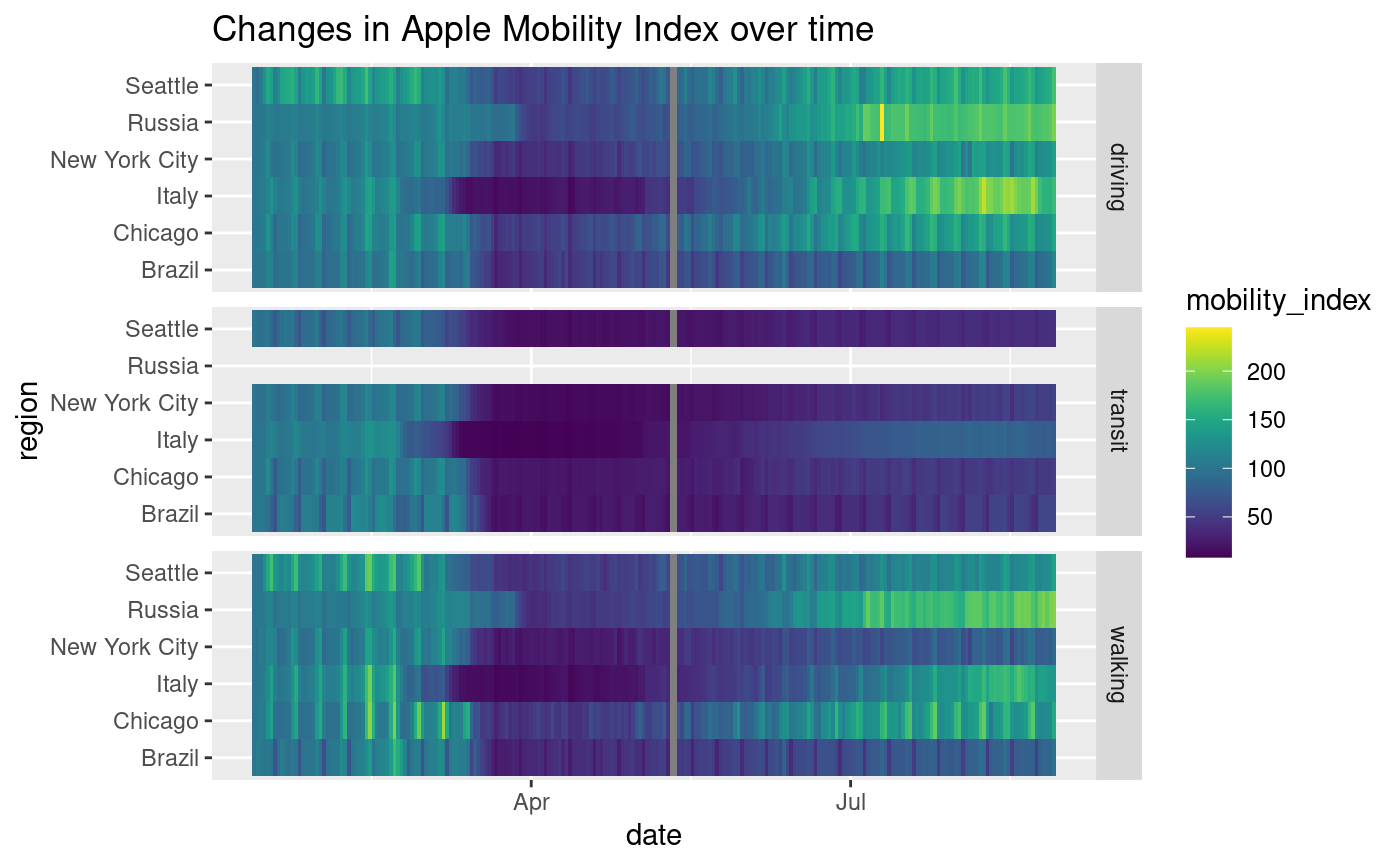 Changes in Apple Mobility Index over time
Seattle
Russia
New York City
Italy
Chicago
Brazil
driving
Seattle
Russia
New York City
Italy
Chicago
Brazil
transit
Seattle
Russia
New York City
Italy
Chicago
Brazil
walking
region
Apr
Jul
date
mobility_index
200
150
100
50